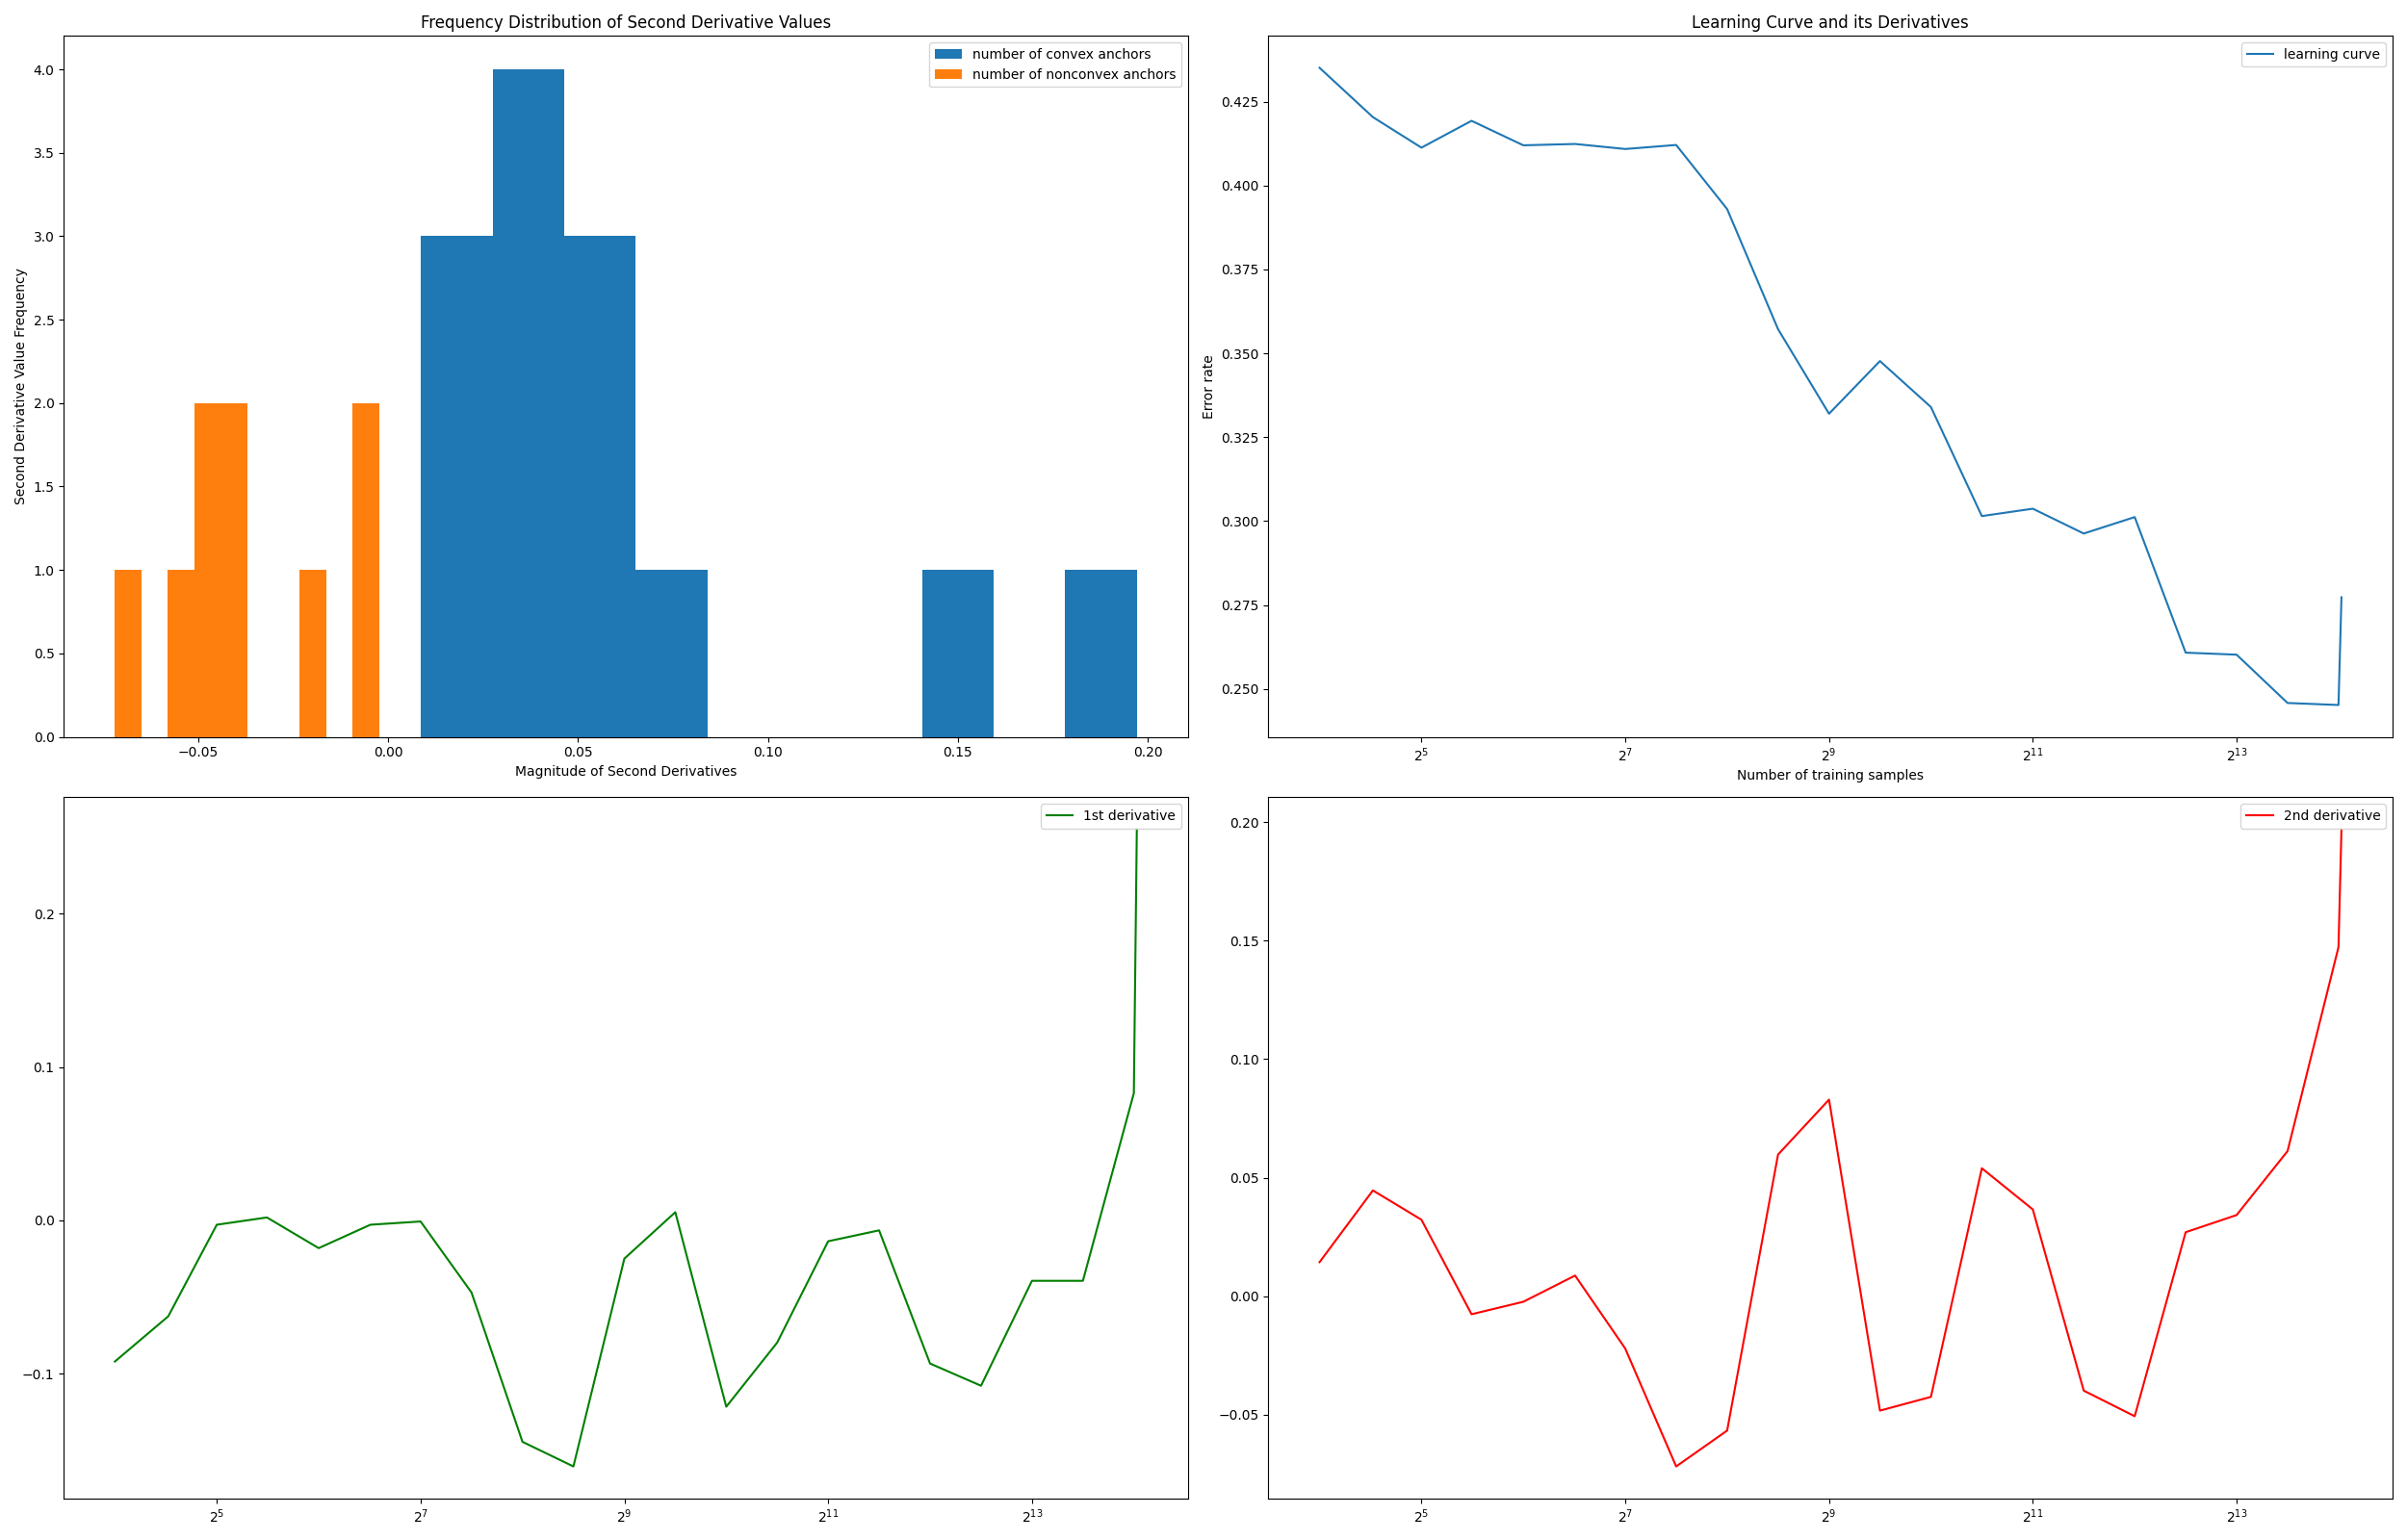 Frequency Distribution of Second Derivative Values
number of convex anchors
number of nonconvex anchors
4.0
3.5
3.0
2.5
2.0
1.5
1.0
0.5
0.0
Second Derivative Value Frequency
−0.05 0.00 0.05 0.10 0.15 0.20
Magnitude of Second Derivatives
Learning Curve and its Derivatives
learning curve
0.425
0.400
0.375
0.350
0.325
0.300
0.275
0.250
Error rate
2^5 2^7 2^9 2^11 2^13
Number of training samples
1st derivative
0.2
0.1
0.0
−0.1
2^5 2^7 2^9 2^11 2^13
2nd derivative
0.20
0.15
0.10
0.05
0.00
−0.05
2^5 2^7 2^9 2^11 2^13